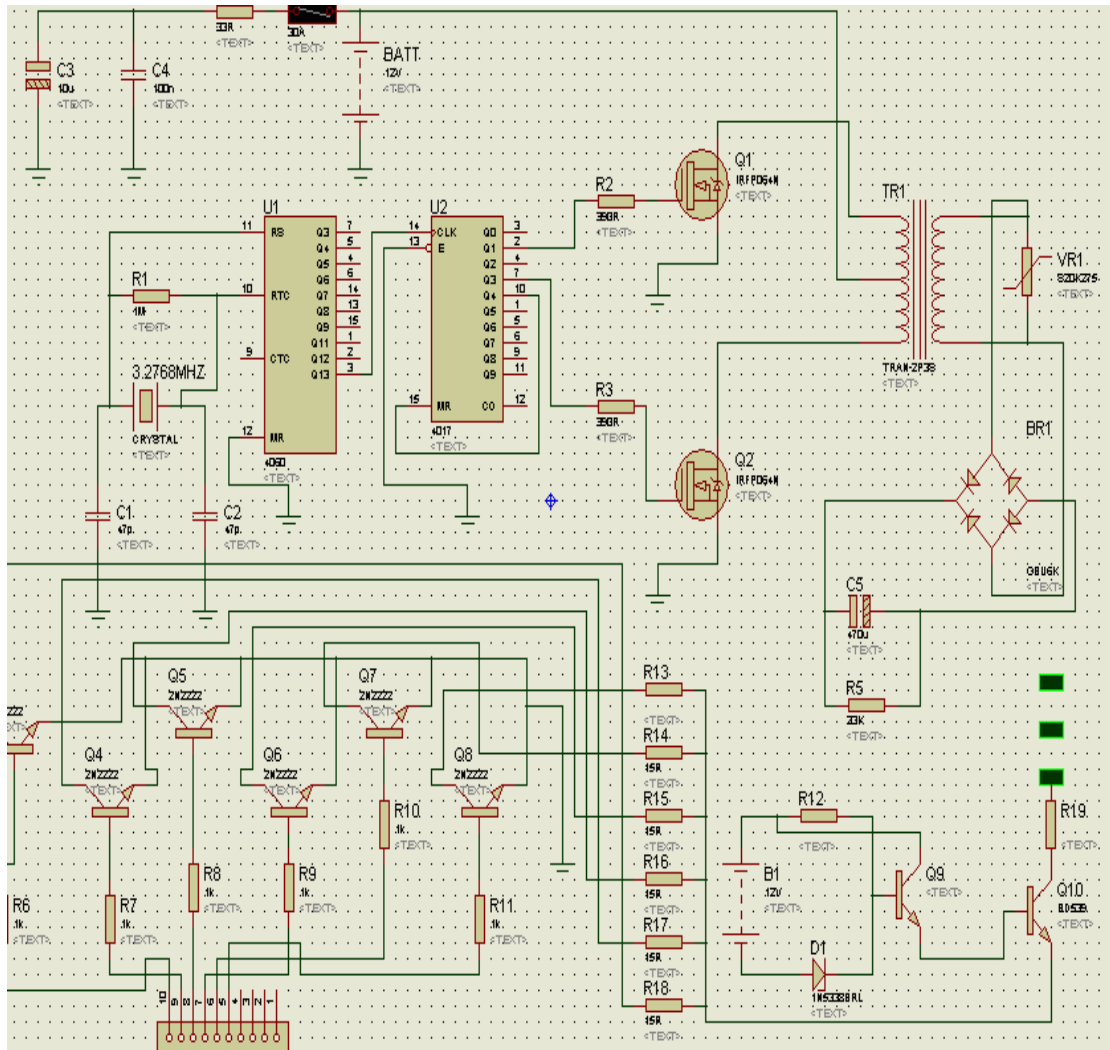 33R
<TEXT>
30A
<TEXT>
BATT
12V
<TEXT>
C3
10u
<TEXT>
C4
100n
<TEXT>
Q1
<TEXT>
R2
390R
<TEXT>
U1
11 RS
10 RTC
9 CTC
12 MR
Q3 7
Q4 5
Q5 4
Q6 6
Q7 14
Q8 13
Q9 15
Q11 1
Q12 2
Q13 3
4060
<TEXT>
U2
14 CLK
13 E
15 MR
Q0 3
Q1 2
Q2 4
Q3 7
Q4 10
Q5 1
Q6 5
Q7 6
Q8 9
Q9 11
CO 12
4017
<TEXT>
TR1
TRAN-2P3S
<TEXT>
VR1
S20K275
<TEXT>
R1
1M
<TEXT>
3.2768MHZ
CRYSTAL
<TEXT>
R3
390R
<TEXT>
Q2
<TEXT>
BR1
GBU6K
<TEXT>
C1
47p.
<TEXT>
C2
47p.
<TEXT>
C5
470u
<TEXT>
R5
33K
<TEXT>
Q5
2N2222
<TEXT>
Q7
2N2222
<TEXT>
Q4
2N2222
<TEXT>
Q6
2N2222
<TEXT>
Q8
2N2222
<TEXT>
R13
<TEXT>
R14
15R
<TEXT>
R15
15R
<TEXT>
R16
15R
<TEXT>
R17
15R
<TEXT>
R18
15R
<TEXT>
R10
.1k.
<TEXT>
R8
.1k.
<TEXT>
R9
.1k.
<TEXT>
R6
.1k.
<TEXT>
R7
.1k.
<TEXT>
R11
.1k.
<TEXT>
R12
<TEXT>
B1
12V
<TEXT>
D1
1N5338BRL
<TEXT>
Q9
<TEXT>
R19
<TEXT>
Q10
BD539
<TEXT>
10 9 8 7 6 5 4 3 2 1